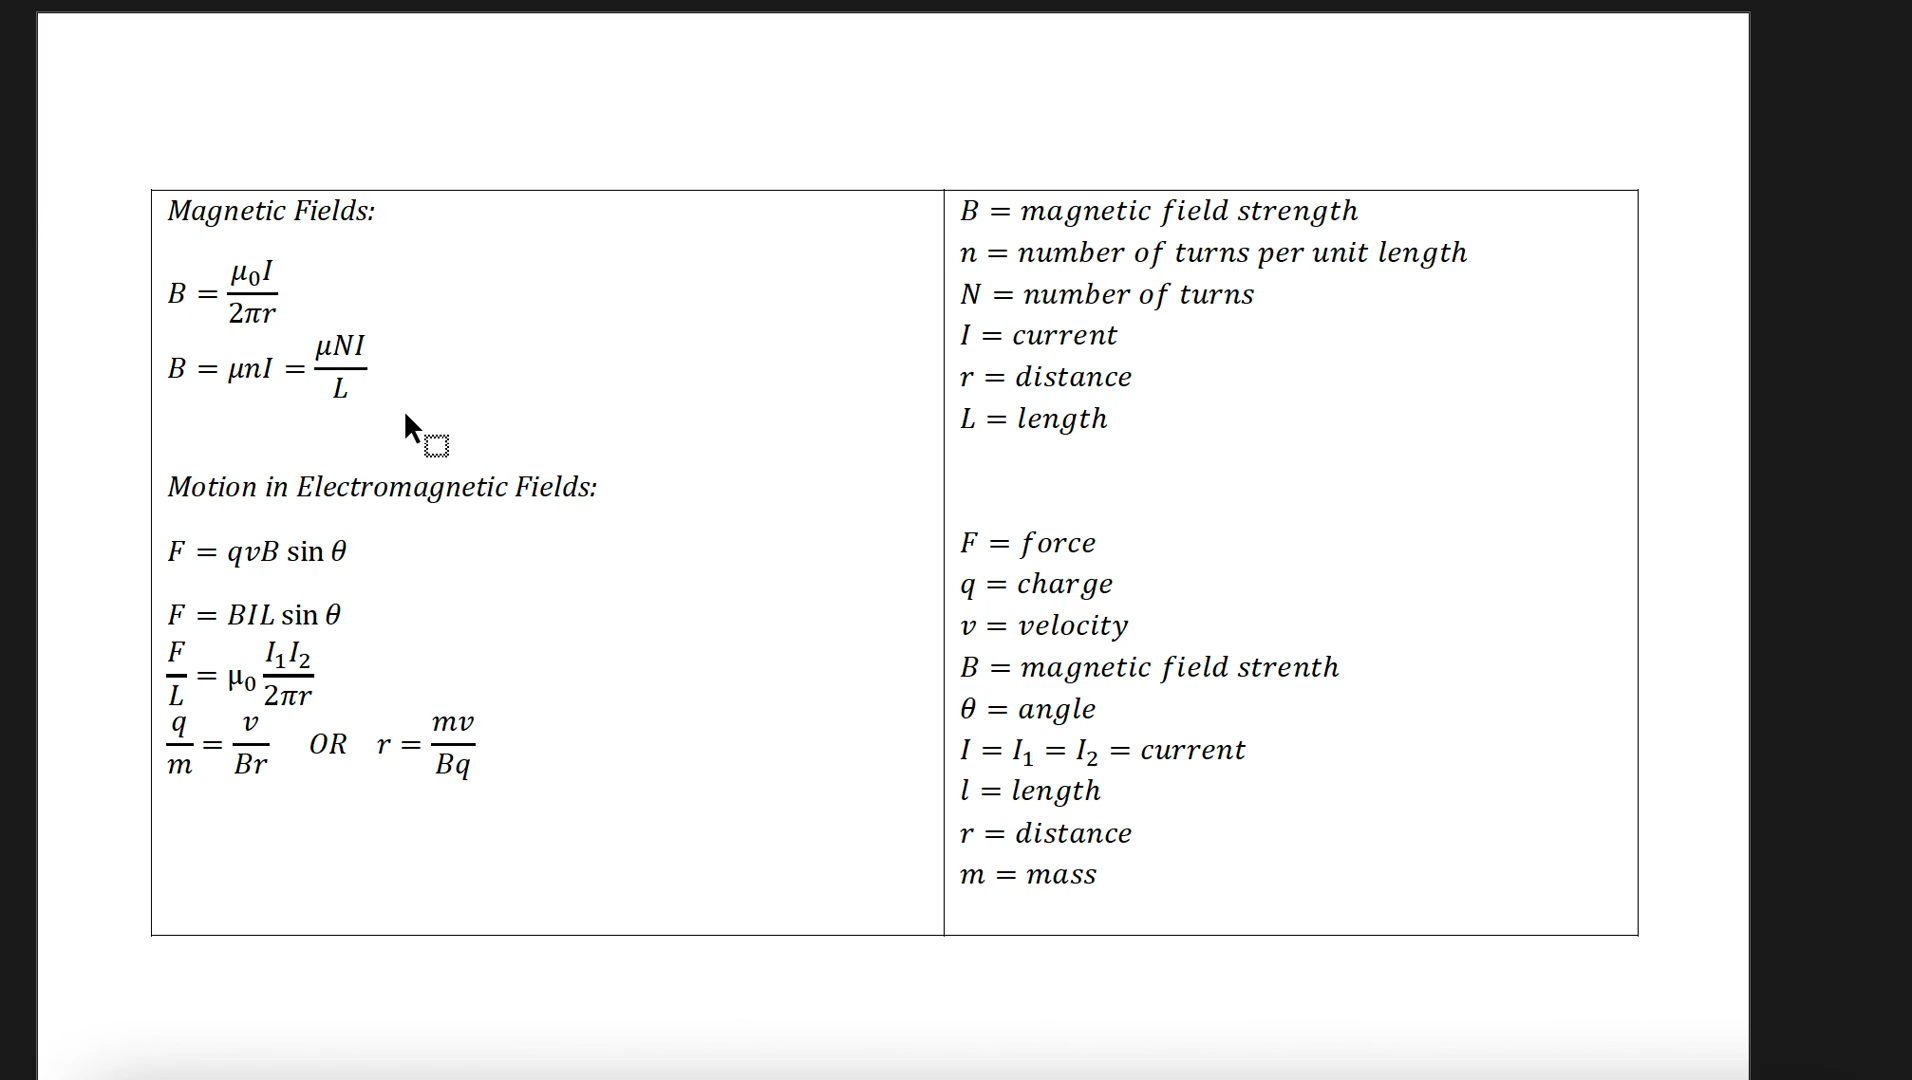 Magnetic Fields:
B = μ₀I / 2πr
B = μnI = μNI / L
Motion in Electromagnetic Fields:
F = qvB sin θ
F = BIL sin θ
F / L = μ₀ I₁I₂ / 2πr
q / m = v / Br OR r = mv / Bq
B = magnetic field strength
n = number of turns per unit length
N = number of turns
I = current
r = distance
L = length
F = force
q = charge
v = velocity
B = magnetic field strenth
θ = angle
I = I₁ = I₂ = current
l = length
r = distance
m = mass